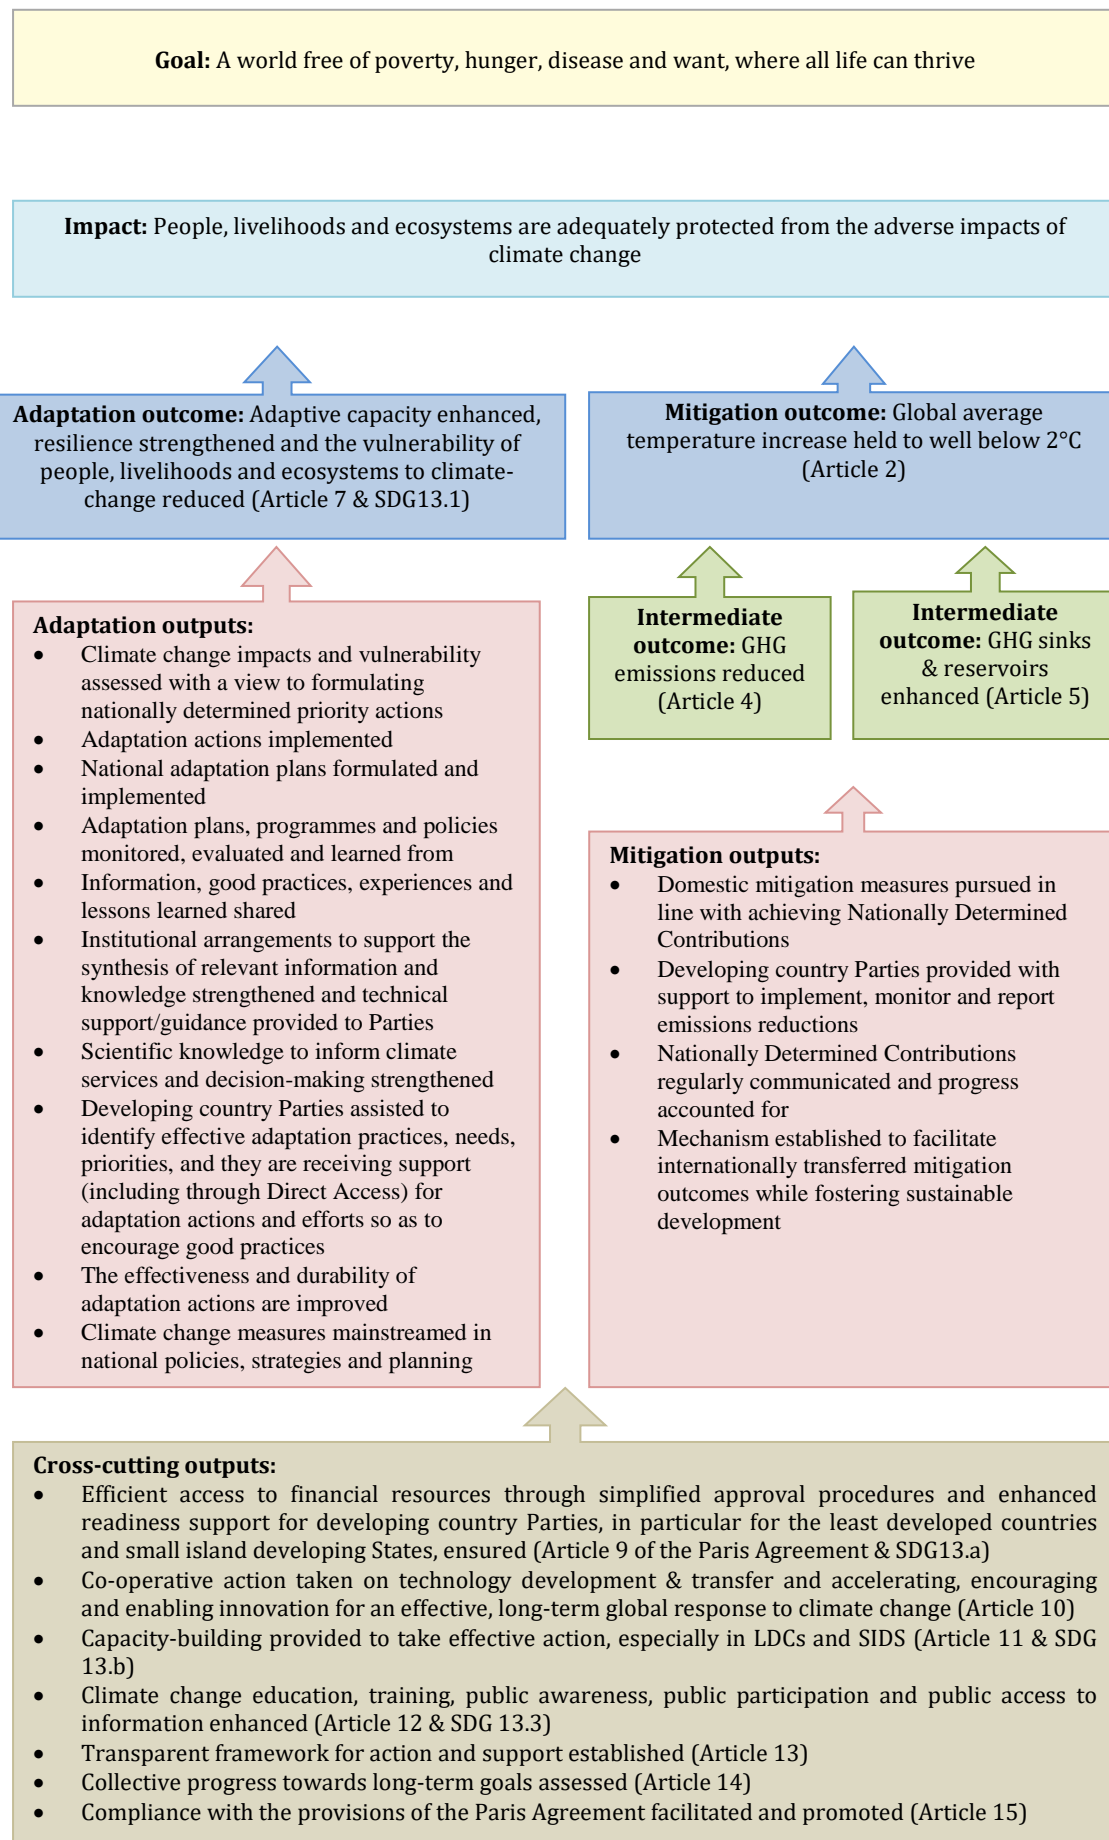 Goal: A world free of poverty, hunger, disease and want, where all life can thrive
Impact: People, livelihoods and ecosystems are adequately protected from the adverse impacts of
climate change
Adaptation outcome: Adaptive capacity enhanced,
resilience strengthened and the vulnerability of
people, livelihoods and ecosystems to climate-
change reduced (Article 7 & SDG13.1)
Mitigation outcome: Global average
temperature increase held to well below 2°C
(Article 2)
Intermediate
outcome: GHG
emissions reduced
(Article 4)
Intermediate
outcome: GHG sinks
& reservoirs
enhanced (Article 5)
Adaptation outputs:
• Climate change impacts and vulnerability
assessed with a view to formulating
nationally determined priority actions
• Adaptation actions implemented
• National adaptation plans formulated and
implemented
• Adaptation plans, programmes and policies
monitored, evaluated and learned from
• Information, good practices, experiences and
lessons learned shared
• Institutional arrangements to support the
synthesis of relevant information and
knowledge strengthened and technical
support/guidance provided to Parties
• Scientific knowledge to inform climate
services and decision-making strengthened
• Developing country Parties assisted to
identify effective adaptation practices, needs,
priorities, and they are receiving support
(including through Direct Access) for
adaptation actions and efforts so as to
encourage good practices
• The effectiveness and durability of
adaptation actions are improved
• Climate change measures mainstreamed in
national policies, strategies and planning
Mitigation outputs:
• Domestic mitigation measures pursued in
line with achieving Nationally Determined
Contributions
• Developing country Parties provided with
support to implement, monitor and report
emissions reductions
• Nationally Determined Contributions
regularly communicated and progress
accounted for
• Mechanism established to facilitate
internationally transferred mitigation
outcomes while fostering sustainable
development
Cross-cutting outputs:
• Efficient access to financial resources through simplified approval procedures and enhanced
readiness support for developing country Parties, in particular for the least developed countries
and small island developing States, ensured (Article 9 of the Paris Agreement & SDG13.a)
• Co-operative action taken on technology development & transfer and accelerating, encouraging
and enabling innovation for an effective, long-term global response to climate change (Article 10)
• Capacity-building provided to take effective action, especially in LDCs and SIDS (Article 11 & SDG
13.b)
• Climate change education, training, public awareness, public participation and public access to
information enhanced (Article 12 & SDG 13.3)
• Transparent framework for action and support established (Article 13)
• Collective progress towards long-term goals assessed (Article 14)
• Compliance with the provisions of the Paris Agreement facilitated and promoted (Article 15)